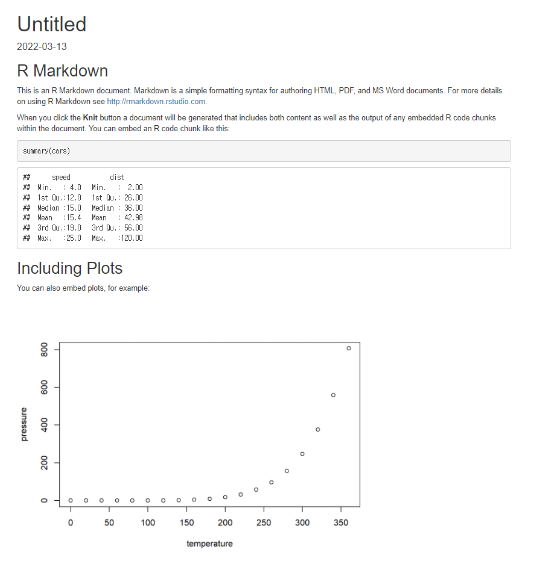 Untitled
2022-03-13
R Markdown
This is an R Markdown document. Markdown is a simple formatting syntax for authoring HTML, PDF, and MS Word documents. For more details
on using R Markdown see http://rmarkdown.rstudio.com.
When you click the Knit button a document will be generated that includes both content as well as the output of any embedded R code chunks
within the document. You can embed an R code chunk like this:
summary(cars)
## speed dist
## Min. : 4.0 Min. : 2.00
## 1st Qu.:12.0 1st Qu.: 26.00
## Median :15.0 Median : 36.00
## Mean :15.4 Mean : 42.98
## 3rd Qu.:19.0 3rd Qu.: 56.00
## Max. :25.0 Max. :120.00
Including Plots
You can also embed plots, for example:
800
600
400
200
0
pressure
0 50 100 150 200 250 300 350
temperature